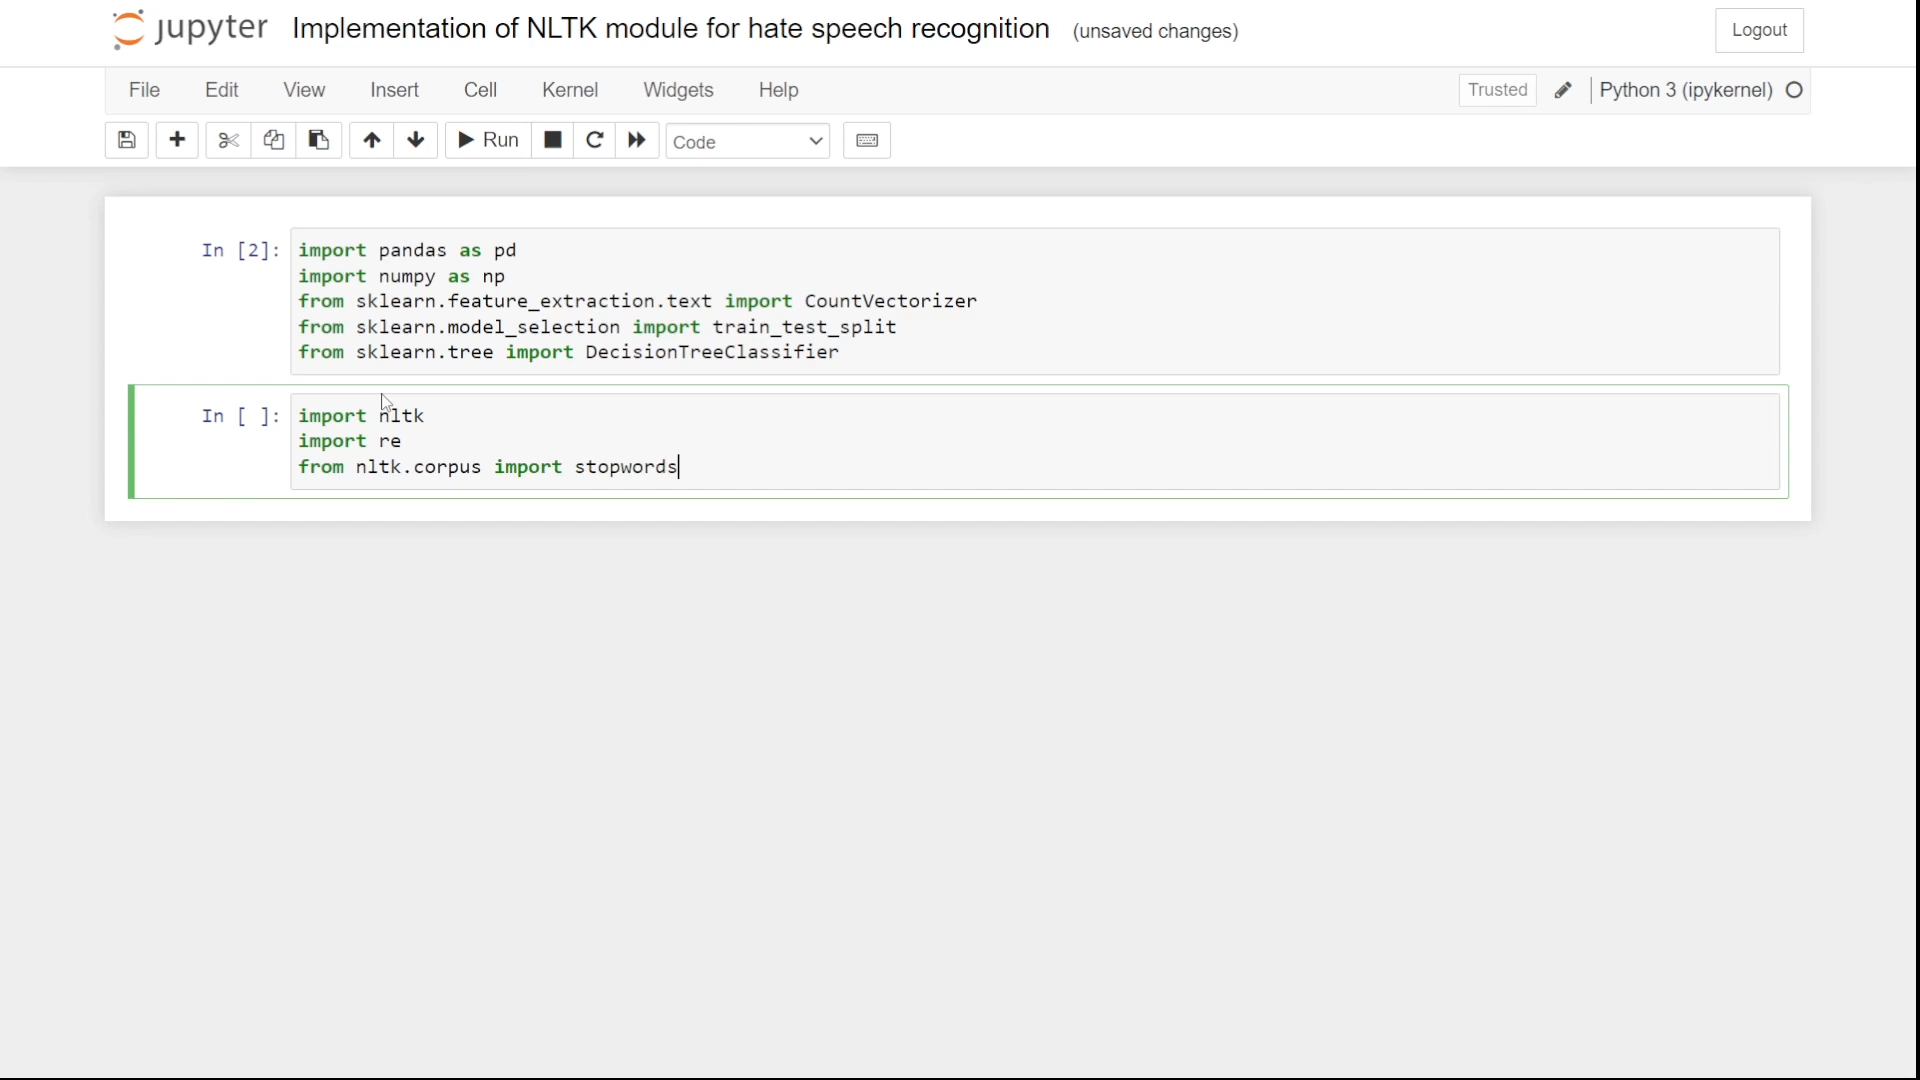 jupyter Implementation of NLTK module for hate speech recognition (unsaved changes) Logout
File Edit View Insert Cell Kernel Widgets Help Trusted Python 3 (ipykernel)
Run Code
In [2]: import pandas as pd
import numpy as np
from sklearn.feature_extraction.text import CountVectorizer
from sklearn.model_selection import train_test_split
from sklearn.tree import DecisionTreeClassifier
In [ ]: import nltk
import re
from nltk.corpus import stopwords